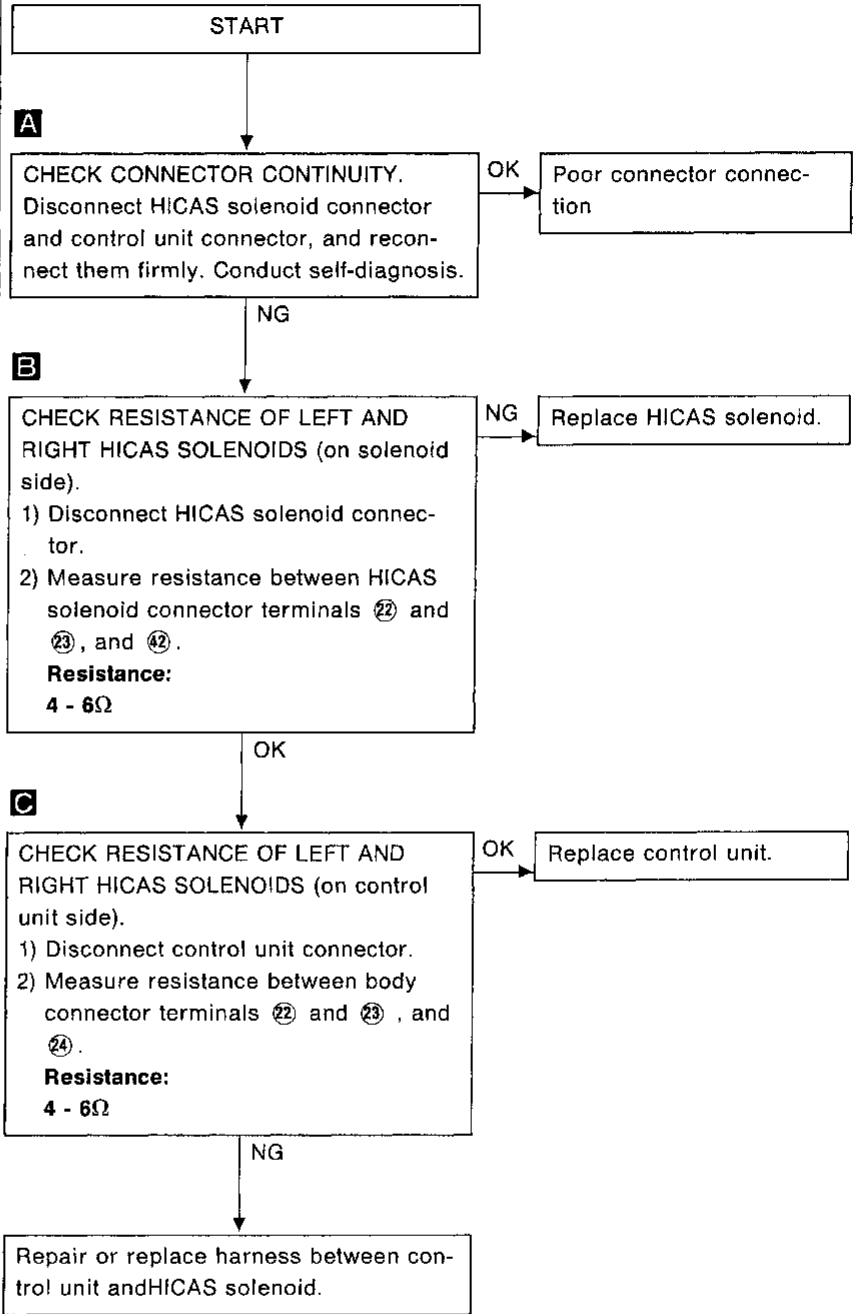 START
A
CHECK CONNECTOR CONTINUITY.
Disconnect HICAS solenoid connector
and control unit connector, and recon-
nect them firmly. Conduct self-diagnosis.
OK
Poor connector connec-
tion
NG
B
CHECK RESISTANCE OF LEFT AND
RIGHT HICAS SOLENOIDS (on solenoid
side).
1) Disconnect HICAS solenoid connec-
tor.
2) Measure resistance between HICAS
solenoid connector terminals ㉒ and
㉓, and ㊷.
Resistance:
4 - 6Ω
NG
Replace HICAS solenoid.
OK
C
CHECK RESISTANCE OF LEFT AND
RIGHT HICAS SOLENOIDS (on control
unit side).
1) Disconnect control unit connector.
2) Measure resistance between body
connector terminals ㉒ and ㉓ , and
㉔.
Resistance:
4 - 6Ω
OK
Replace control unit.
NG
Repair or replace harness between con-
trol unit andHICAS solenoid.